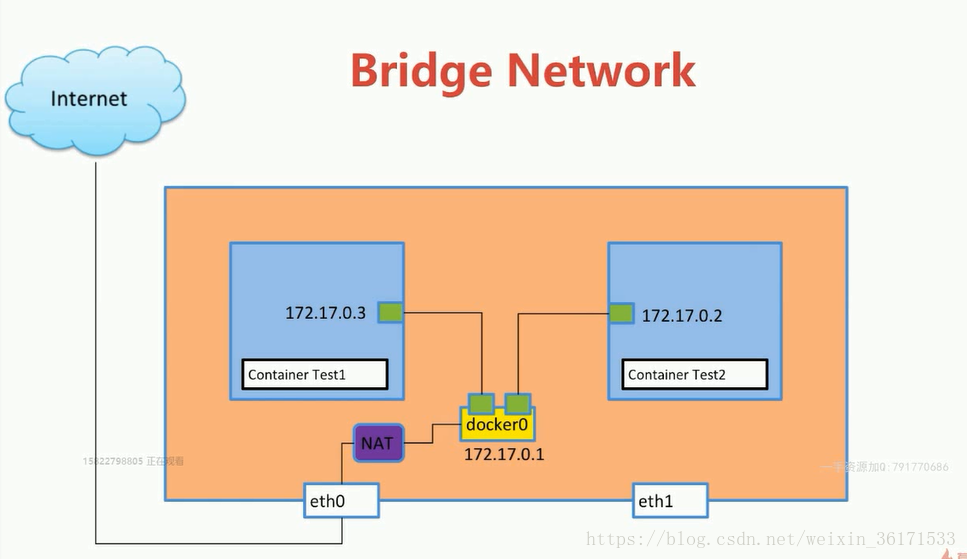 Bridge Network
Internet
172.17.0.3
172.17.0.2
Container Test1
Container Test2
docker0
NAT
172.17.0.1
15822798805 正在观看
资源加Q:791770686
eth0
eth1
https://blog.csdn.net/weixin_36171533